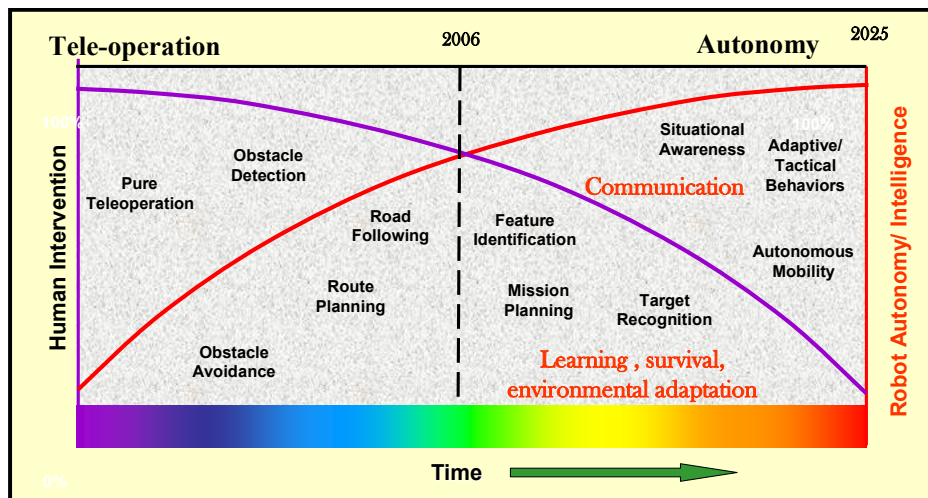 Tele-operation
2006
Autonomy
2025
100%
Human Intervention
Pure
Teleoperation
Obstacle
Detection
Road
Following
Route
Planning
Obstacle
Avoidance
Feature
Identification
Mission
Planning
Situational
Awareness
Communication
Adaptive/
Tactical
Behaviors
Autonomous
Mobility
Target
Recognition
Learning , survival,
environmental adaptation
Robot Autonomy/ Intelligence
Time
0%